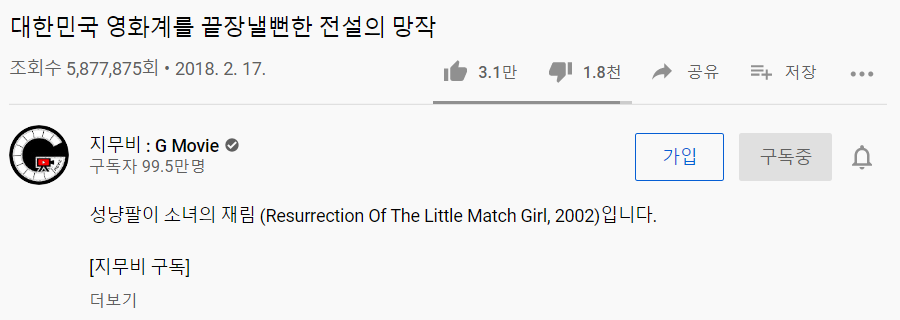 대한민국 영화계를 끝장낼뻔한 전설의 망작
조회수 5,877,875회 • 2018. 2. 17.
3.1만 1.8천 공유 저장
지무비 : G Movie
구독자 99.5만명
가입 구독중
성냥팔이 소녀의 재림 (Resurrection Of The Little Match Girl, 2002)입니다.
[지무비 구독]
더보기